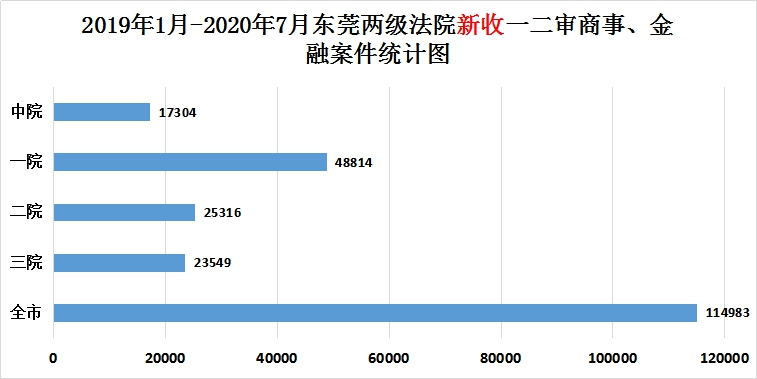 2019年1月-2020年7月东莞两级法院新收一二审商事、金
融案件统计图
中院 17304
一院 48814
二院 25316
三院 23549
全市 114983
0 20000 40000 60000 80000 100000 120000